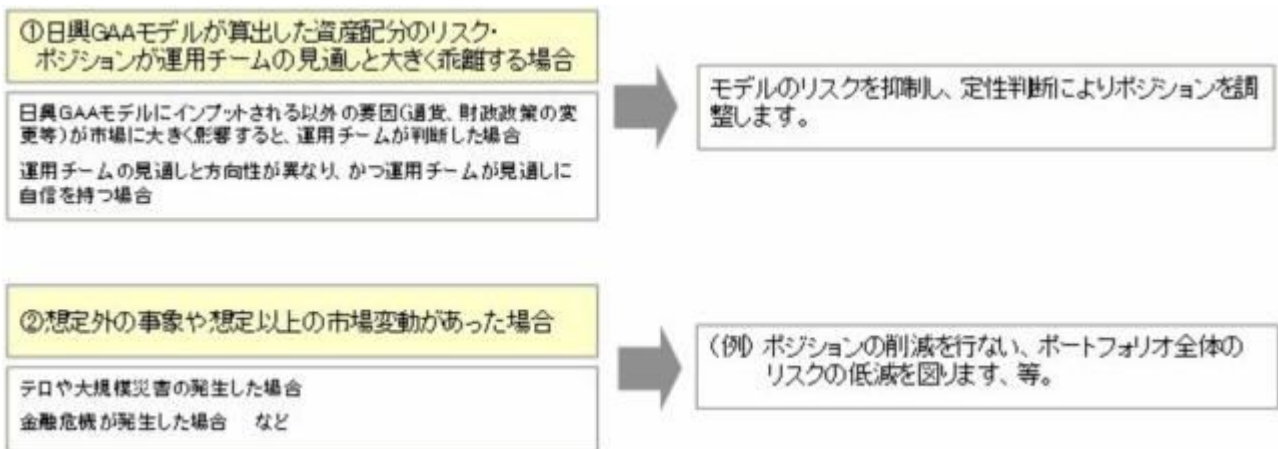 ①日興GAAモデルが算出した資産配分のリスク・
ポジションが運用チームの見通しと大きく乖離する場合
日興GAAモデルにインプットされる以外の要因(通貨、財政政策の変
更等)が市場に大きく影響すると、運用チームが判断した場合
運用チームの見通しと方向性が異なり、かつ運用チームが見通しに
自信を持つ場合
モデルのリスクを抑制し、定性判断によりポジションを調
整します。
②想定外の事象や想定以上の市場変動があった場合
テロや大規模災害の発生した場合
金融危機が発生した場合 など
(例) ポジションの削減を行ない、ポートフォリオ全体の
リスクの低減を図ります、等。